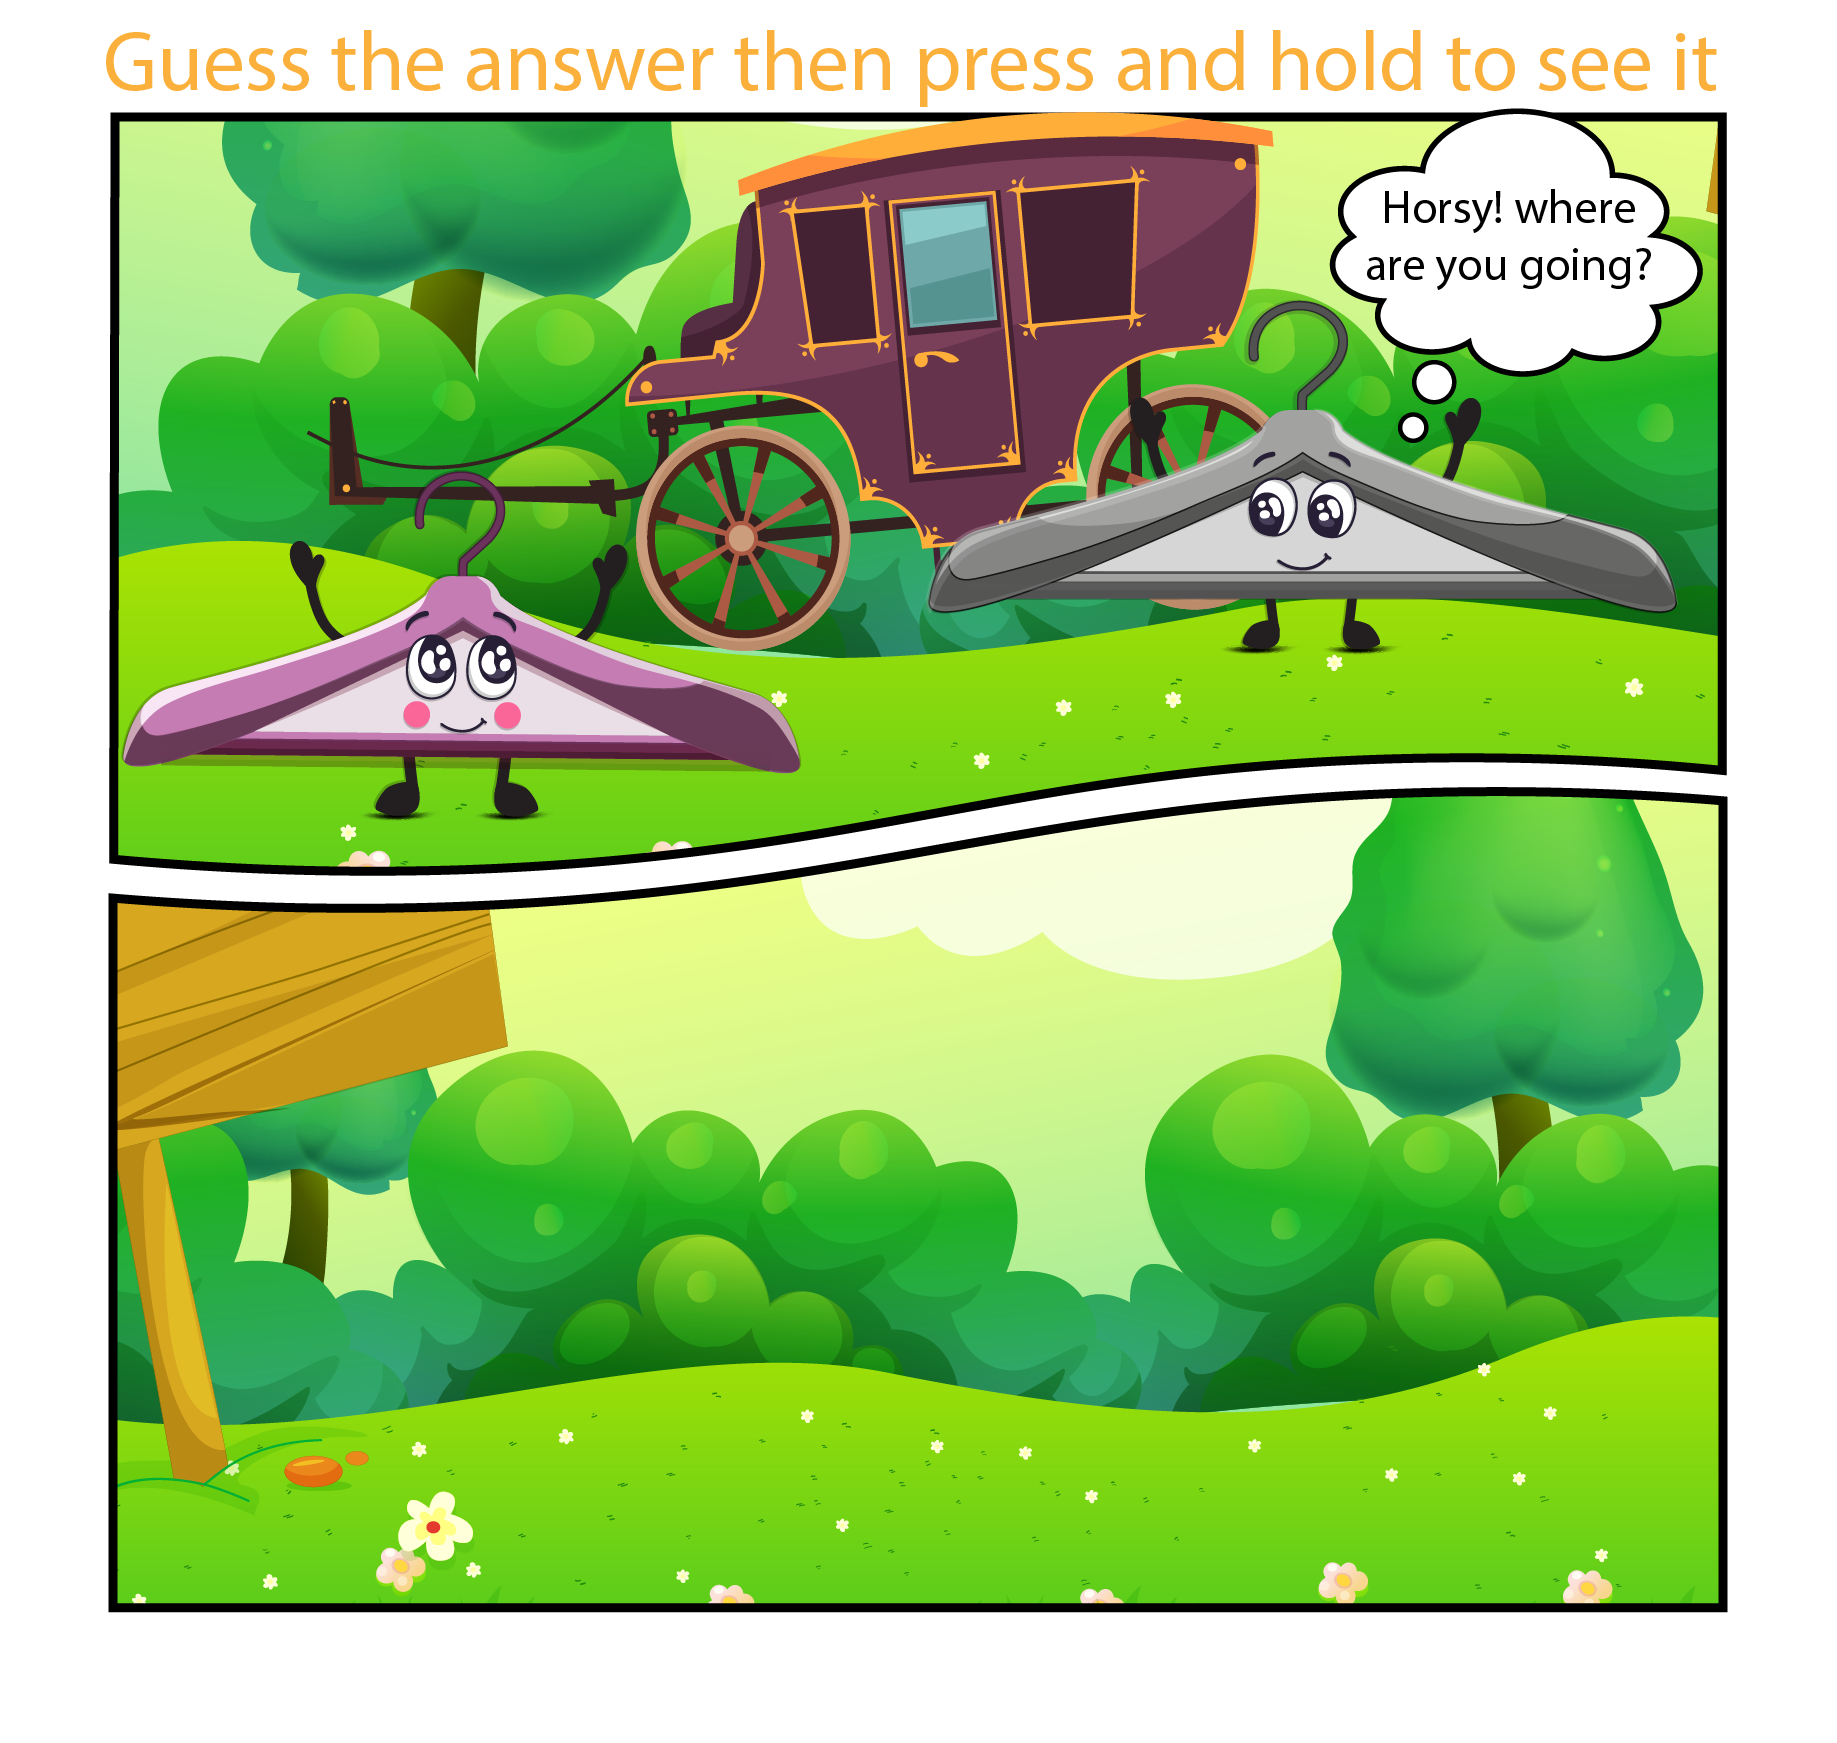 Guess the answer then press and hold to see it
Horsy! where
are you going?